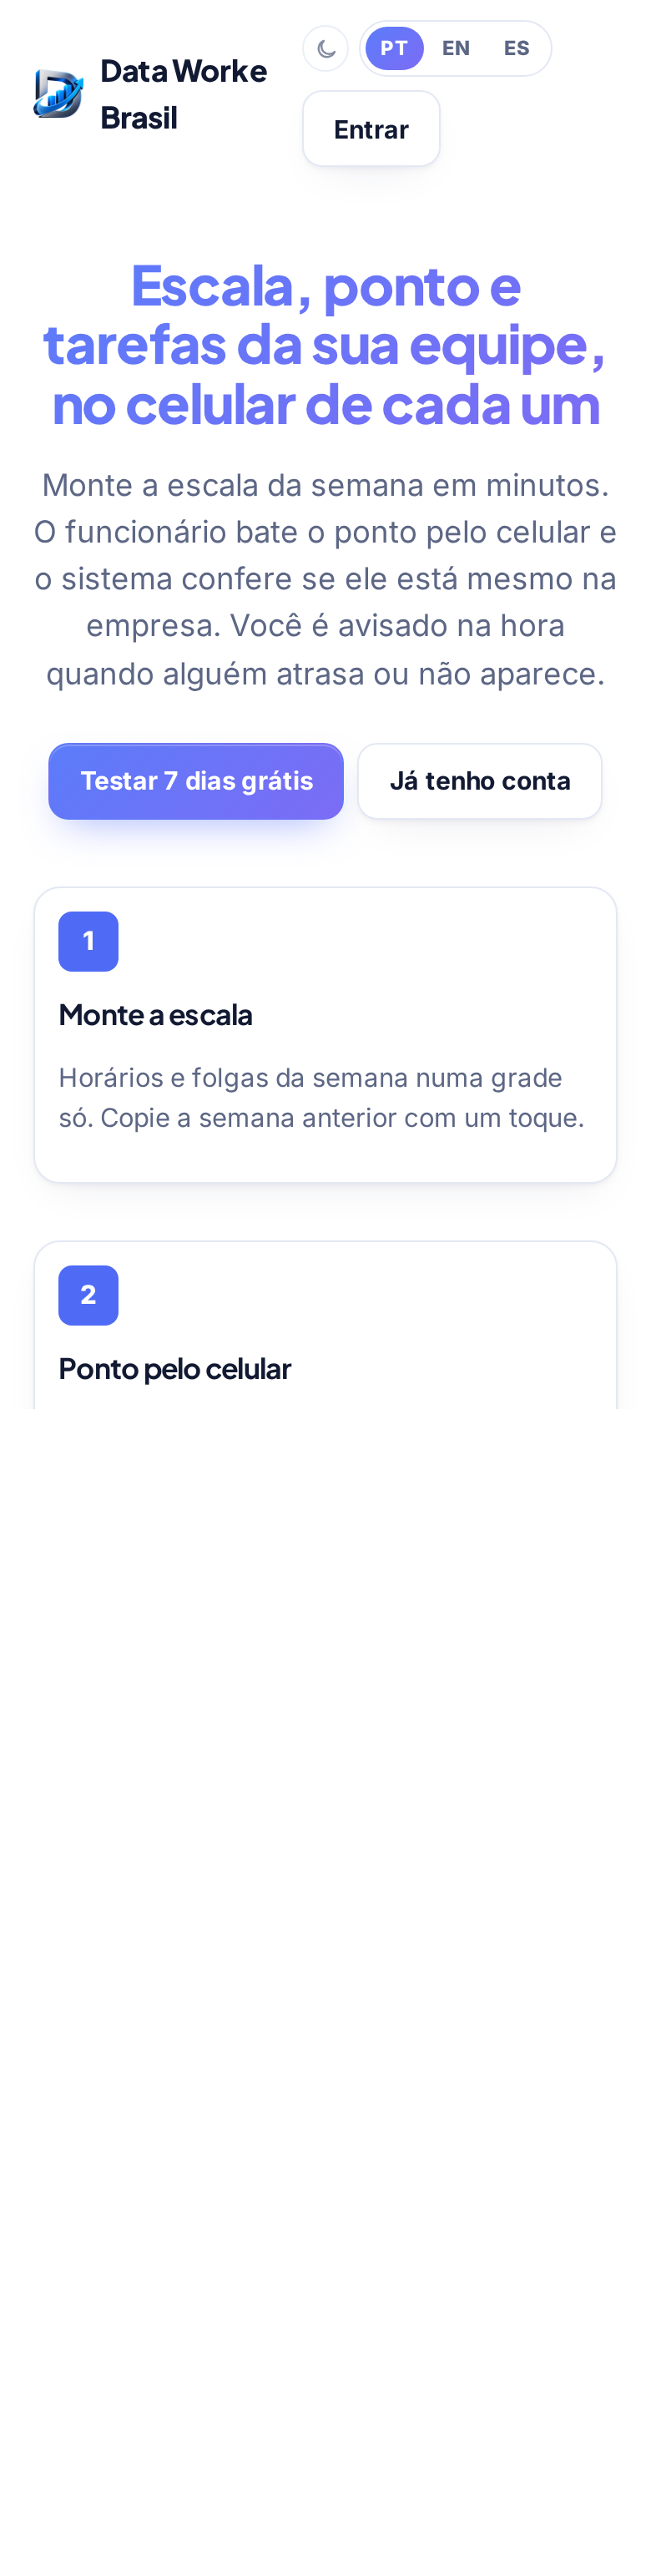 Data Worke
Brasil
PT EN ES
Entrar
Escala, ponto e
tarefas da sua equipe,
no celular de cada um
Monte a escala da semana em minutos.
O funcionário bate o ponto pelo celular e
o sistema confere se ele está mesmo na
empresa. Você é avisado na hora
quando alguém atrasa ou não aparece.
Testar 7 dias grátis
Já tenho conta
1
Monte a escala
Horários e folgas da semana numa grade
só. Copie a semana anterior com um toque.
2
Ponto pelo celular